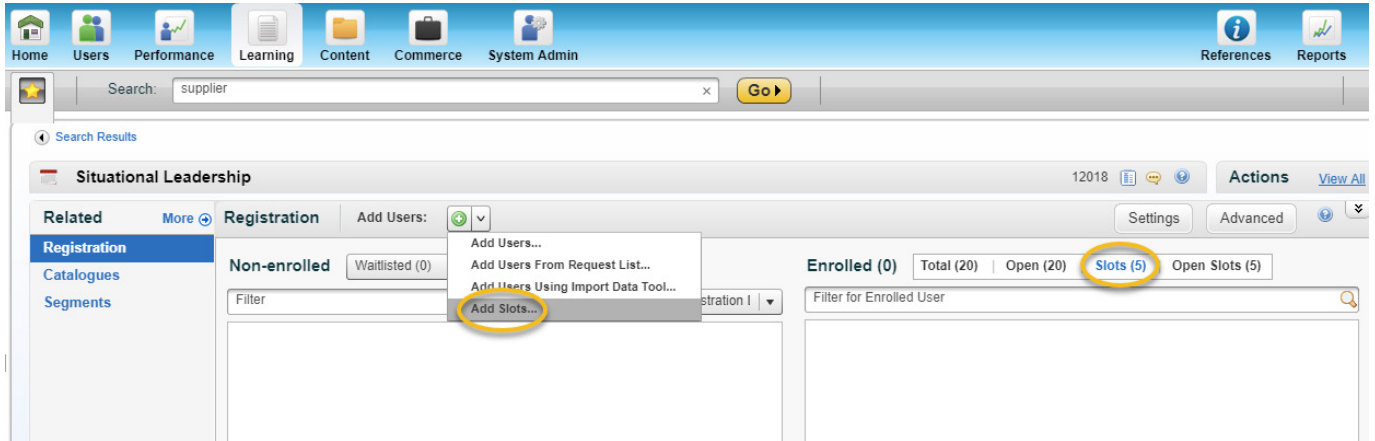 Home Users Performance Learning Content Commerce System Admin References Reports
Search: supplier × Go
Search Results
Situational Leadership 12018 Actions View All
Related More Registration Add Users: Settings Advanced
Registration
Catalogues
Segments
Add Users...
Add Users From Request List...
Add Users Using Import Data Tool...
Add Slots...
Non-enrolled Waitlisted (0)
Filter stration I
Enrolled (0) Total (20) Open (20) Slots (5) Open Slots (5)
Filter for Enrolled User